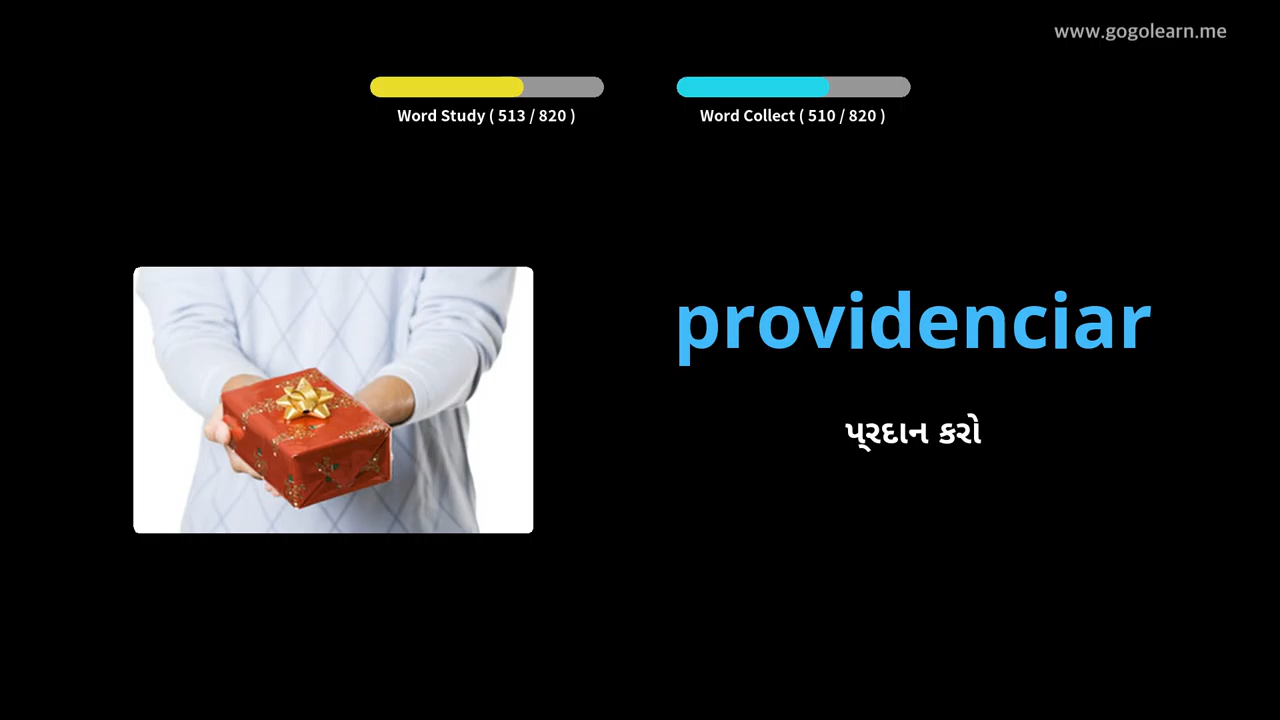 www.gogolearn.me
Word Study ( 513 / 820 )
Word Collect ( 510 / 820 )
providenciar
પ્રદાન કરો